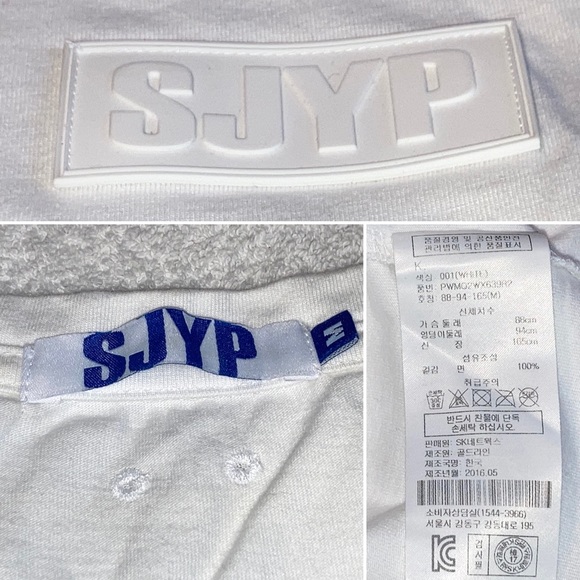 SJYP
SJYP
M
품질경영 및 공산품안전
관리법에 의한 품질표시
K
색상 001(WHITE)
품번 PWMO2WX639R2
호칭 88-94-165(M)
신체치수
가슴둘레 88cm
엉덩이둘레 94cm
신 장 165cm
섬유조성
겉감 면 100%
취급주의
반드시 찬물에 단독
손세탁 하십시오.
판매원: SK네트웍스
제조원: 골드라인
제조국명: 한국
제조년월: 2016.05
소비자상담실(1544-3966)
서울시 강동구 강동대로 195
검사필